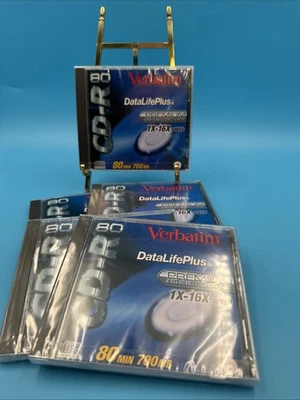 80
CD-R
Verbatim
DataLifePlus
1X-16X
80 MIN 700 MB
80
CD-R
Verbatim
DataLifePlus
80
CD-R
Verbatim
DataLifePlus
PREMIUM
1X-16X
80 MIN 700 MB